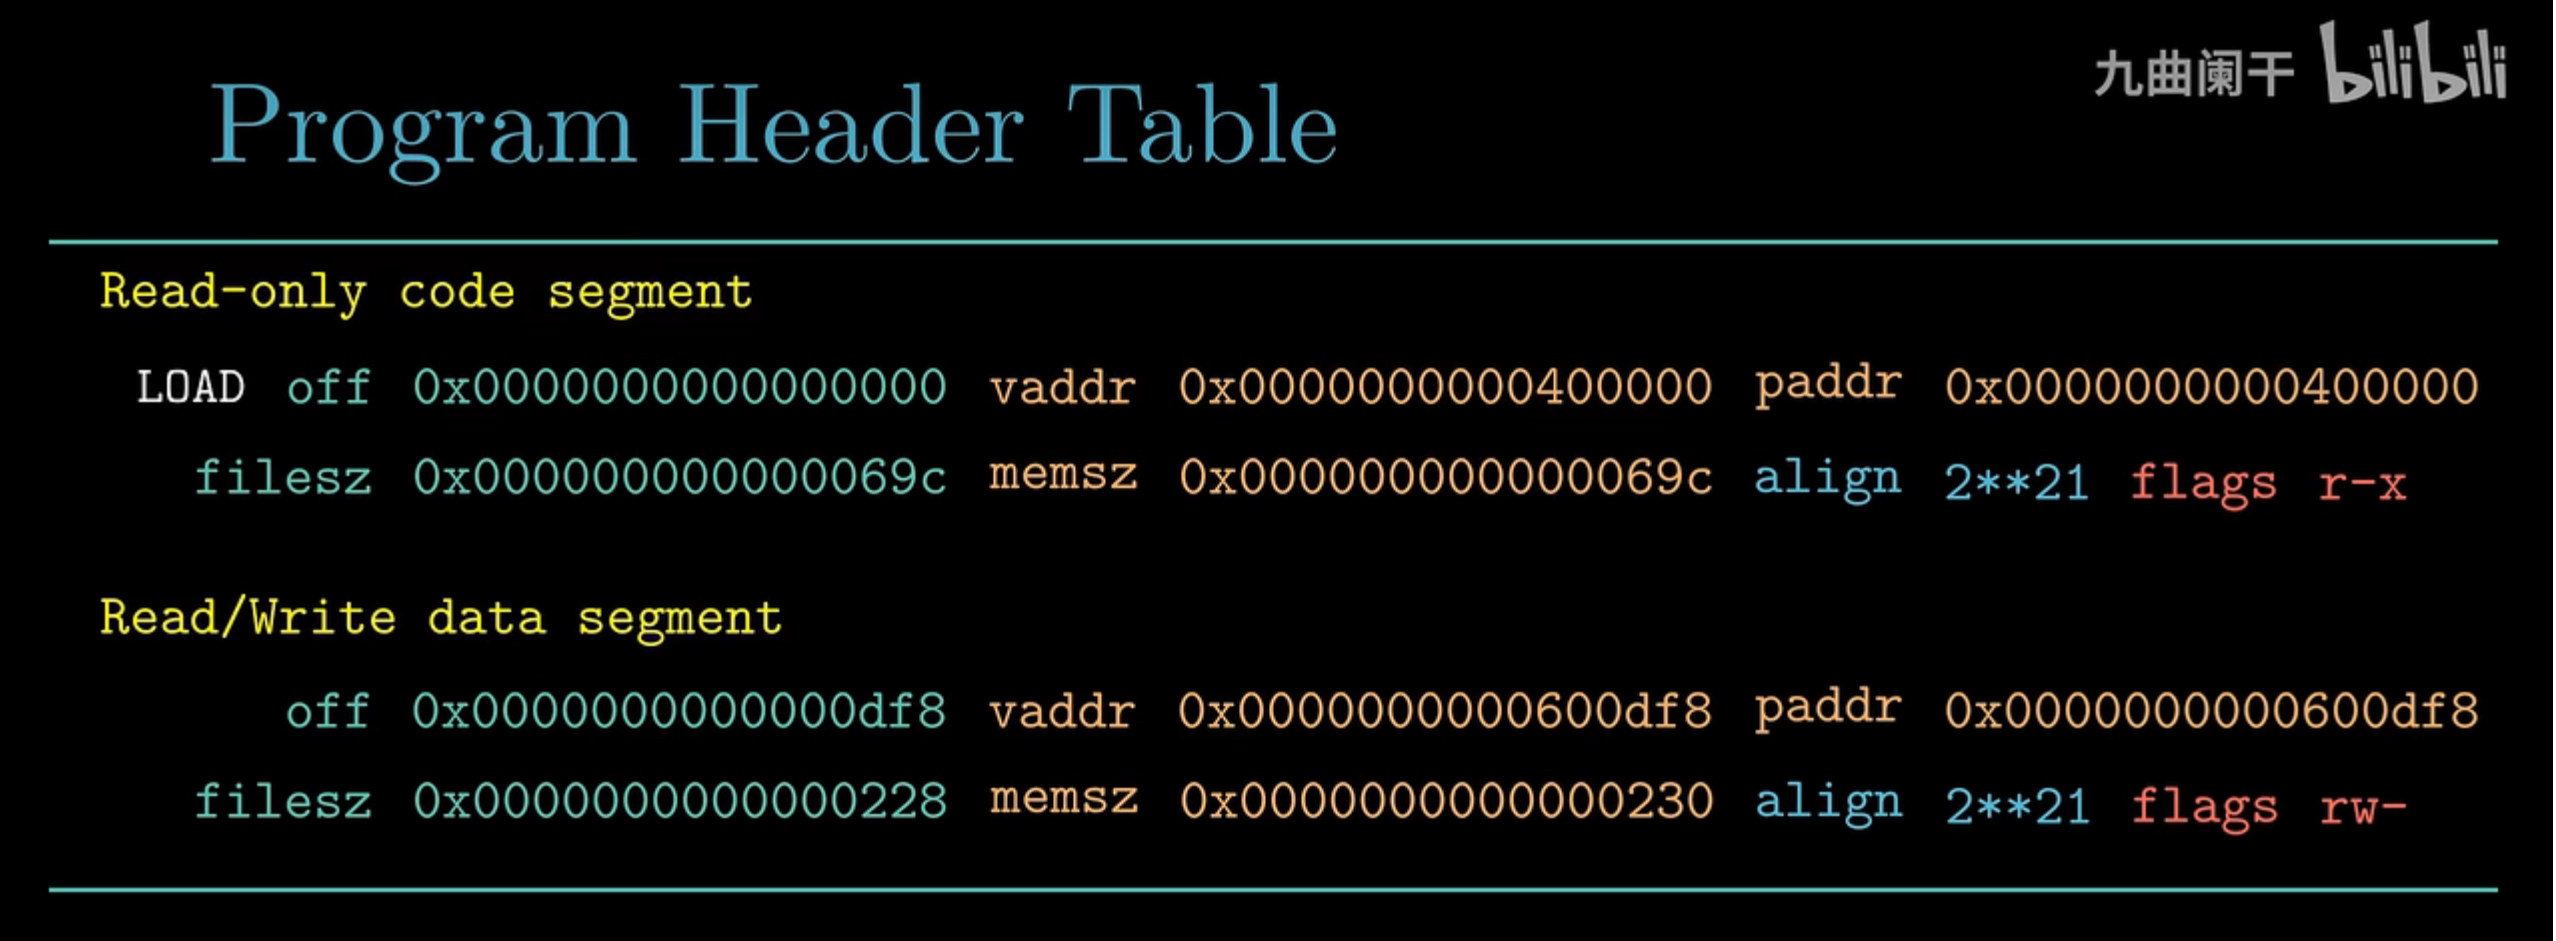 九曲阑干 bilibili
Program Header Table
Read-only code segment
LOAD off 0x0000000000000000 vaddr 0x0000000000400000 paddr 0x0000000000400000
filesz 0x000000000000069c memsz 0x000000000000069c align 2**21 flags r-x
Read/Write data segment
off 0x0000000000000df8 vaddr 0x0000000000600df8 paddr 0x0000000000600df8
filesz 0x0000000000000228 memsz 0x0000000000000230 align 2**21 flags rw-